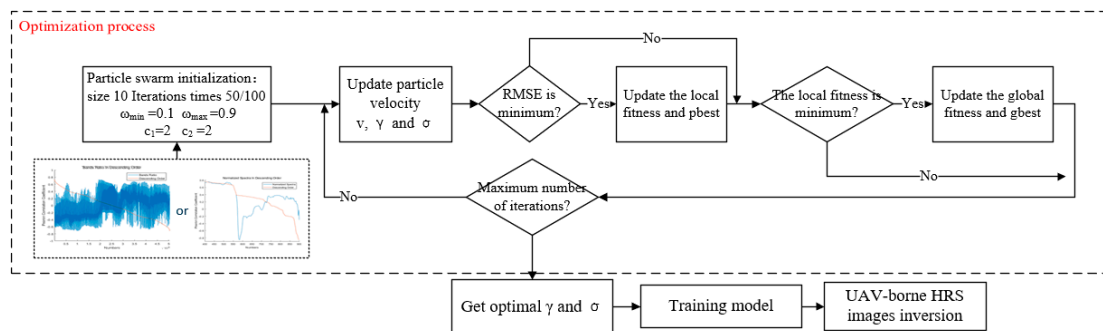 Optimization process
Particle swarm initialization：
size 10 Iterations times 50/100
ωmin =0.1 ωmax =0.9
c1=2 c2 =2
or
Update particle
velocity
v, γ and σ
RMSE is
minimum?
No
Yes
Update the local
fitness and pbest
The local fitness is
minimum?
Yes
No
Update the global
fitness and gbest
Maximum number
of iterations?
No
Get optimal γ and σ
Training model
UAV-borne HRS
images inversion